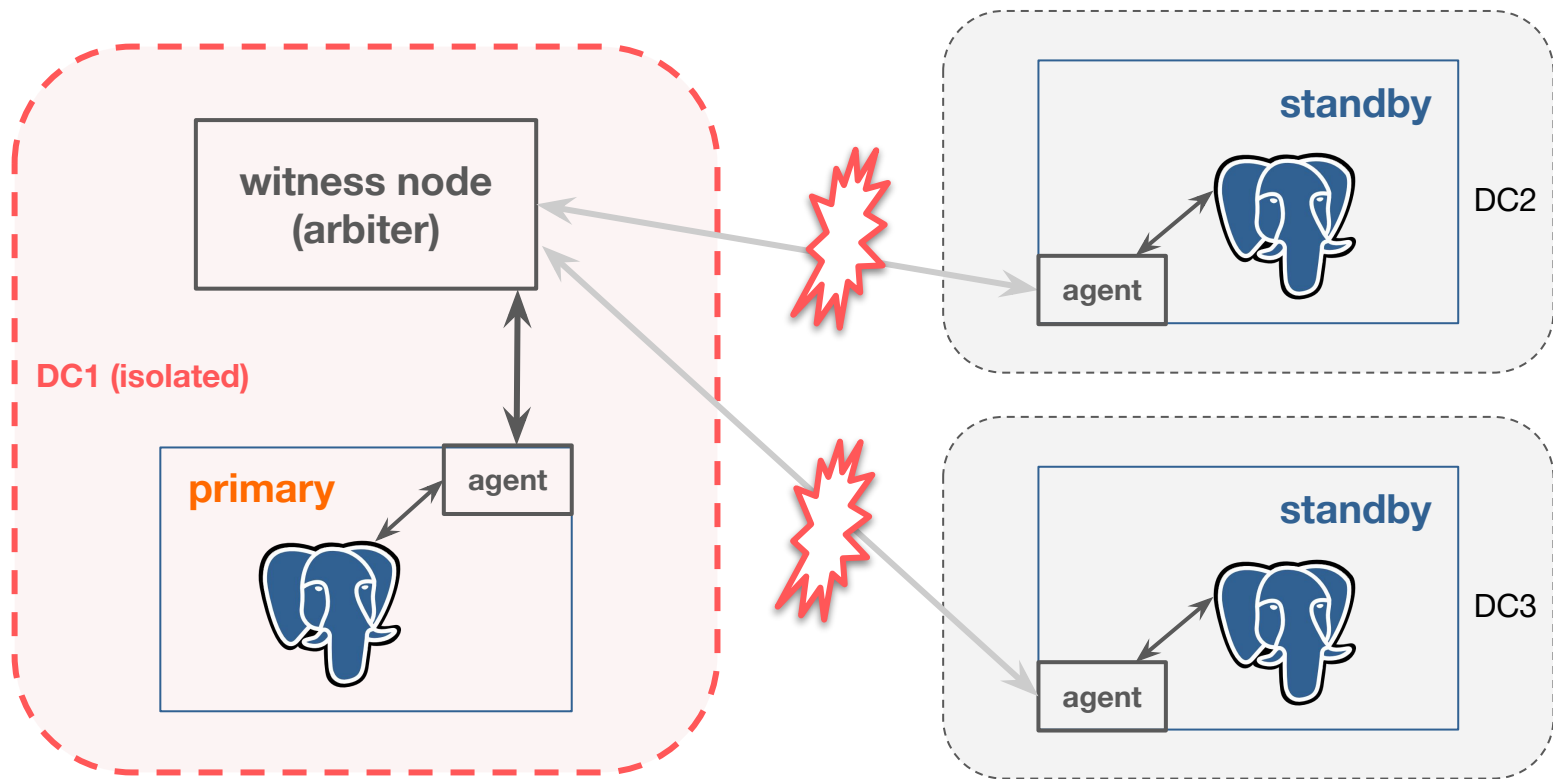 witness node
(arbiter)
DC1 (isolated)
primary
agent
standby
DC2
agent
standby
DC3
agent